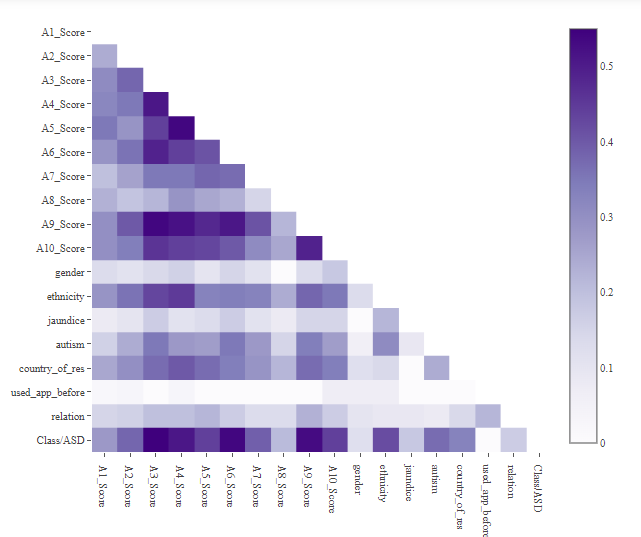 A1_Score
A2_Score
A3_Score
A4_Score
A5_Score
A6_Score
A7_Score
A8_Score
A9_Score
A10_Score
gender
ethnicity
jaundice
autism
country_of_res
used_app_before
relation
Class/ASD
A1_Score
A2_Score
A3_Score
A4_Score
A5_Score
A6_Score
A7_Score
A8_Score
A9_Score
A10_Score
gender
ethnicity
jaundice
autism
country_of_res
used_app_before
relation
Class/ASD
0.5
0.4
0.3
0.2
0.1
0